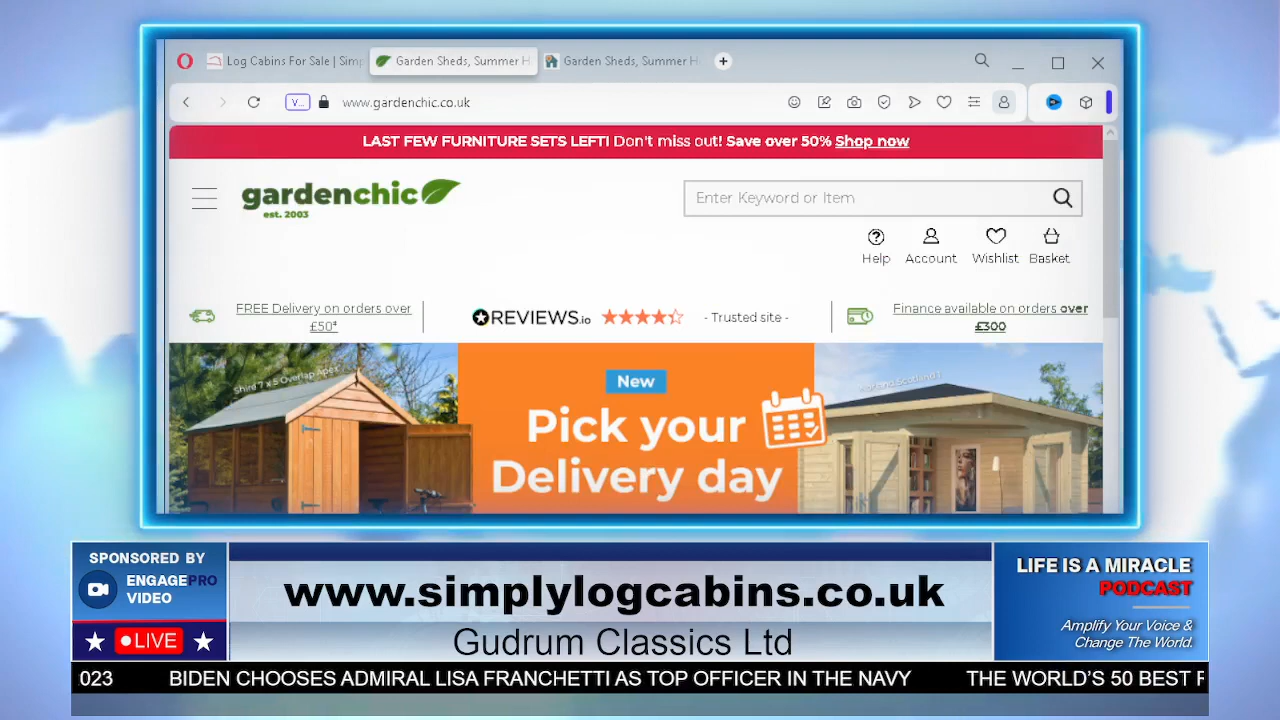 Log Cabins For Sale | Simp
Garden Sheds, Summer H
Garden Sheds, Summer H
V...
www.gardenchic.co.uk
LAST FEW FURNITURE SETS LEFT! Don't miss out! Save over 50% Shop now
gardenchic
est. 2003
Enter Keyword or Item
Help Account Wishlist Basket
FREE Delivery on orders over
£50*
REVIEWS.io - Trusted site -
Finance available on orders over
£300
Shird 7 x 5 Overlap Apex
New
Pick your
Delivery day
SPONSORED BY
ENGAGEPRO
VIDEO
LIVE
www.simplylogcabins.co.uk
Gudrum Classics Ltd
LIFE IS A MIRACLE
PODCAST
Amplify Your Voice &
Change The World.
023 BIDEN CHOOSES ADMIRAL LISA FRANCHETTI AS TOP OFFICER IN THE NAVY THE WORLD'S 50 BEST